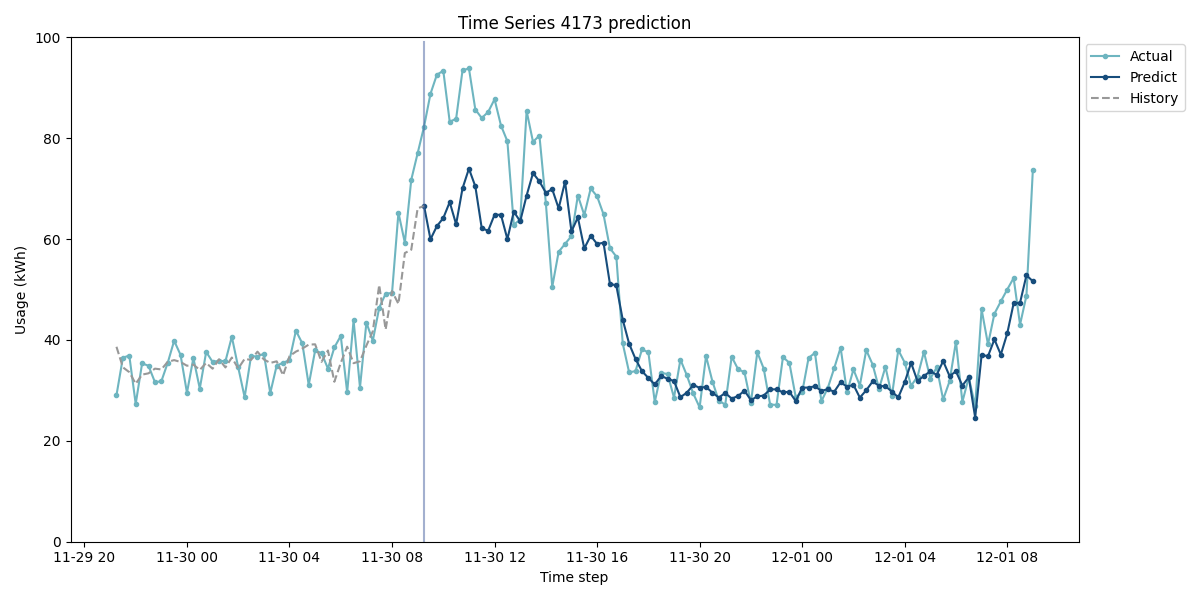 Time Series 4173 prediction
100
80
60
40
20
0
Usage (kWh)
11-29 20
11-30 00
11-30 04
11-30 08
11-30 12
11-30 16
11-30 20
12-01 00
12-01 04
12-01 08
Time step
Actual
Predict
History